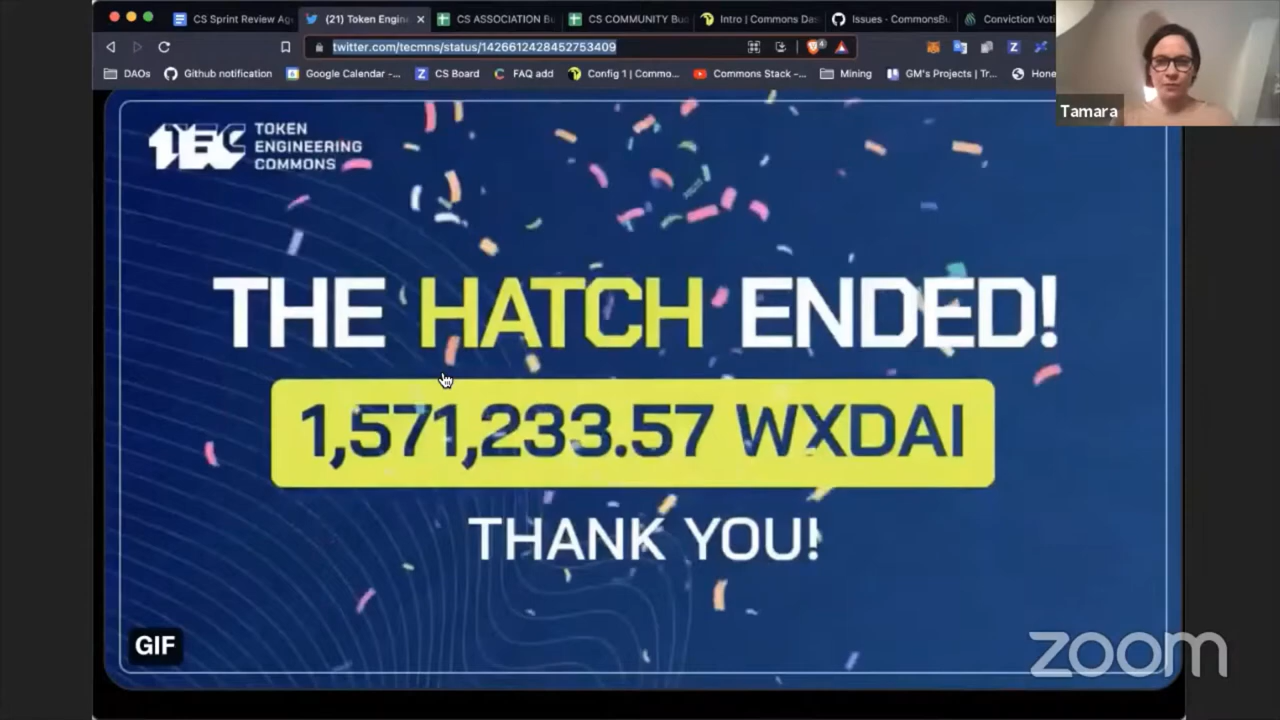 CS Sprint Review Age
(21) Token Engin
CS ASSOCIATION Bu
CS COMMUNITY Bud
Intro | Commons Das
Issues - CommonsBu
Conviction Voti
twitter.com/tecmns/status/1426612428452753409
DAOs
Github notification
Google Calendar -...
CS Board
FAQ add
Config 1 | Commo...
Commons Stack -...
Mining
GM's Projects | Tr...
Hone
Tamara
TEC
TOKEN
ENGINEERING
COMMONS
THE HATCH ENDED!
1,571,233.57 WXDAI
THANK YOU!
GIF
zoom